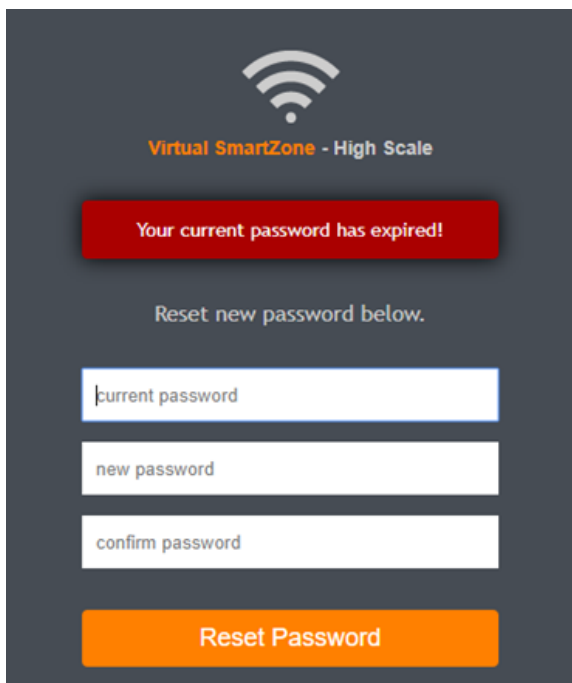 Virtual SmartZone - High Scale
Your current password has expired!
Reset new password below.
current password
new password
confirm password
Reset Password